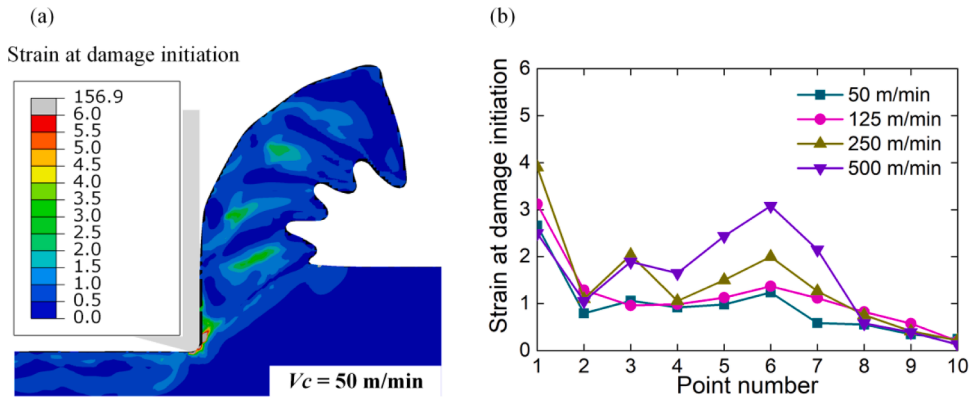 (a)
Strain at damage initiation
156.9
6.0
5.5
5.0
4.5
4.0
3.5
3.0
2.5
2.0
1.5
1.0
0.5
0.0
Vc = 50 m/min
(b)
Strain at damage initiation
6
5
4
3
2
1
0
50 m/min
125 m/min
250 m/min
500 m/min
1 2 3 4 5 6 7 8 9 10
Point number